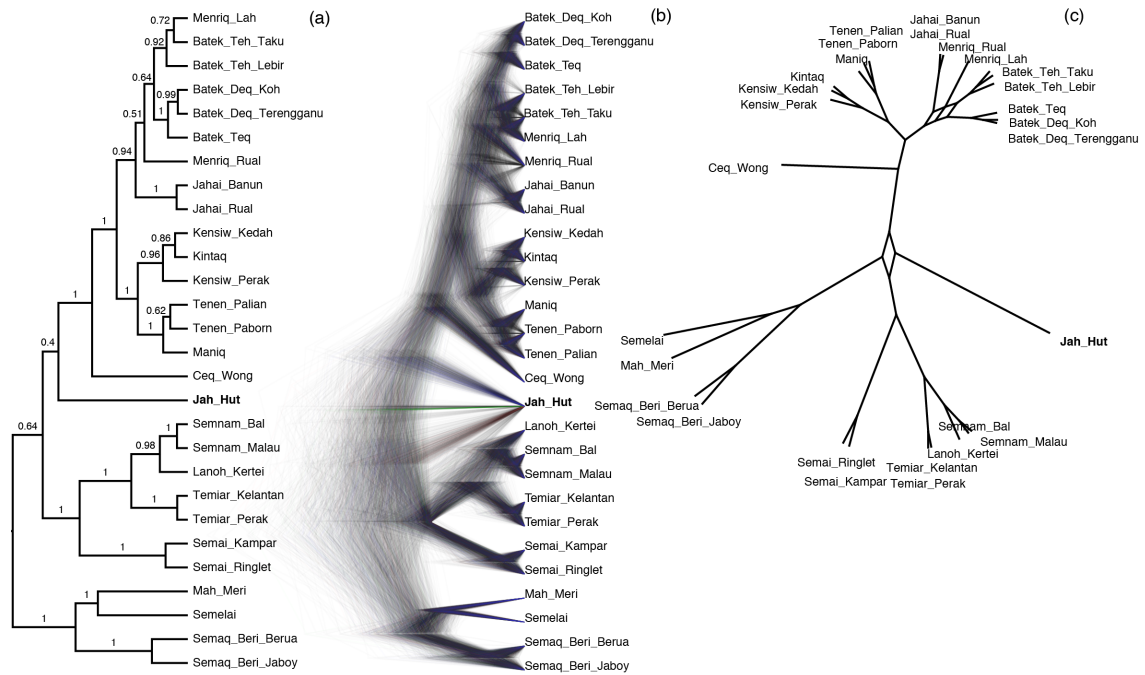 (a)
Menriq_Lah
Batek_Teh_Taku
Batek_Teh_Lebir
Batek_Deq_Koh
Batek_Deq_Terengganu
Batek_Teq
Menriq_Rual
Jahai_Banun
Jahai_Rual
Kensiw_Kedah
Kintaq
Kensiw_Perak
Tenen_Palian
Tenen_Paborn
Maniq
Ceq_Wong
Jah_Hut
Semnam_Bal
Semnam_Malau
Lanoh_Kertei
Temiar_Kelantan
Temiar_Perak
Semai_Kampar
Semai_Ringlet
Mah_Meri
Semelai
Semaq_Beri_Berua
Semaq_Beri_Jaboy
0.72
0.92
0.64
0.99
1
0.51
0.94
1
1
0.86
0.96
1
0.62
1
1
0.4
0.64
1
0.98
1
1
1
1
1
1
1
(b)
Batek_Deq_Koh
Batek_Deq_Terengganu
Batek_Teq
Batek_Teh_Lebir
Batek_Teh_Taku
Menriq_Lah
Menriq_Rual
Jahai_Banun
Jahai_Rual
Kensiw_Kedah
Kintaq
Kensiw_Perak
Maniq
Tenen_Paborn
Tenen_Palian
Ceq_Wong
Jah_Hut
Lanoh_Kertei
Semnam_Bal
Semnam_Malau
Temiar_Kelantan
Temiar_Perak
Semai_Kampar
Semai_Ringlet
Mah_Meri
Semelai
Semaq_Beri_Berua
Semaq_Beri_Jaboy
(c)
Jahai_Banun
Tenen_Palian
Jahai_Rual
Tenen_Paborn
Menriq_Rual
Maniq
Menriq_Lah
Batek_Teh_Taku
Kintaq
Batek_Teh_Lebir
Kensiw_Kedah
Kensiw_Perak
Batek_Teq
Batek_Deq_Koh
Batek_Deq_Terengganu
Ceq_Wong
Semelai
Jah_Hut
Mah_Meri
Semaq_Beri_Berua
Semaq_Beri_Jaboy
Semnam_Bal
Semnam_Malau
Lanoh_Kertei
Semai_Ringlet
Temiar_Kelantan
Semai_Kampar
Temiar_Perak